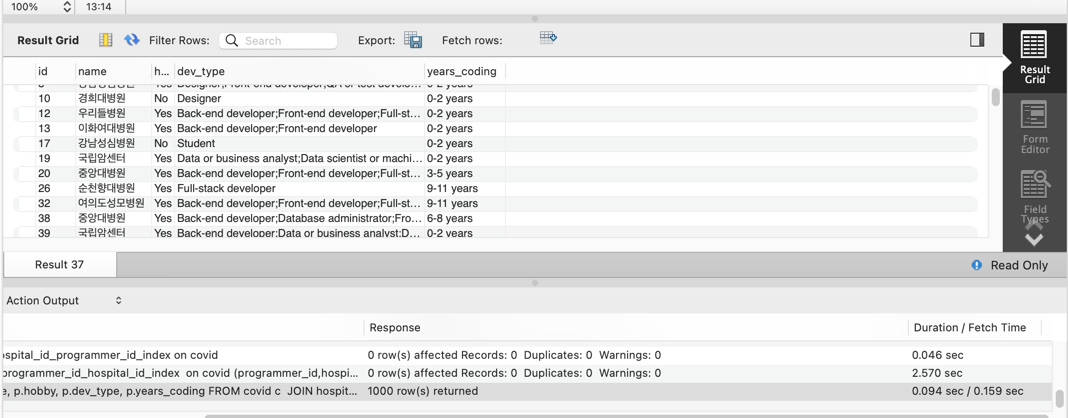 100% 13:14
Result Grid Filter Rows: Search Export: Fetch rows:
id name h... dev_type years_coding
10 경희대병원 No Designer 0-2 years
12 우리들병원 Yes Back-end developer;Front-end developer;Full-st... 0-2 years
13 이화여대병원 Yes Back-end developer;Front-end developer 0-2 years
17 강남성심병원 No Student 0-2 years
19 국립암센터 Yes Data or business analyst;Data scientist or machi... 0-2 years
20 중앙대병원 Yes Back-end developer;Front-end developer;Full-st... 3-5 years
26 순천향대병원 Yes Full-stack developer 9-11 years
32 여의도성모병원 Yes Back-end developer;Front-end developer;Full-st... 9-11 years
38 중앙대병원 Yes Back-end developer;Database administrator;Fro... 6-8 years
39 국립암센터 Yes Back-end developer;Data or business analyst;D... 0-2 years
Result
Grid
Form
Editor
Field
Types
Result 37 Read Only
Action Output
Response Duration / Fetch Time
ospital_id_programmer_id_index on covid 0 row(s) affected Records: 0 Duplicates: 0 Warnings: 0 0.046 sec
programmer_id_hospital_id_index on covid (programmer_id,hospi... 0 row(s) affected Records: 0 Duplicates: 0 Warnings: 0 2.570 sec
e, p.hobby, p.dev_type, p.years_coding FROM covid c JOIN hospit... 1000 row(s) returned 0.094 sec / 0.159 sec